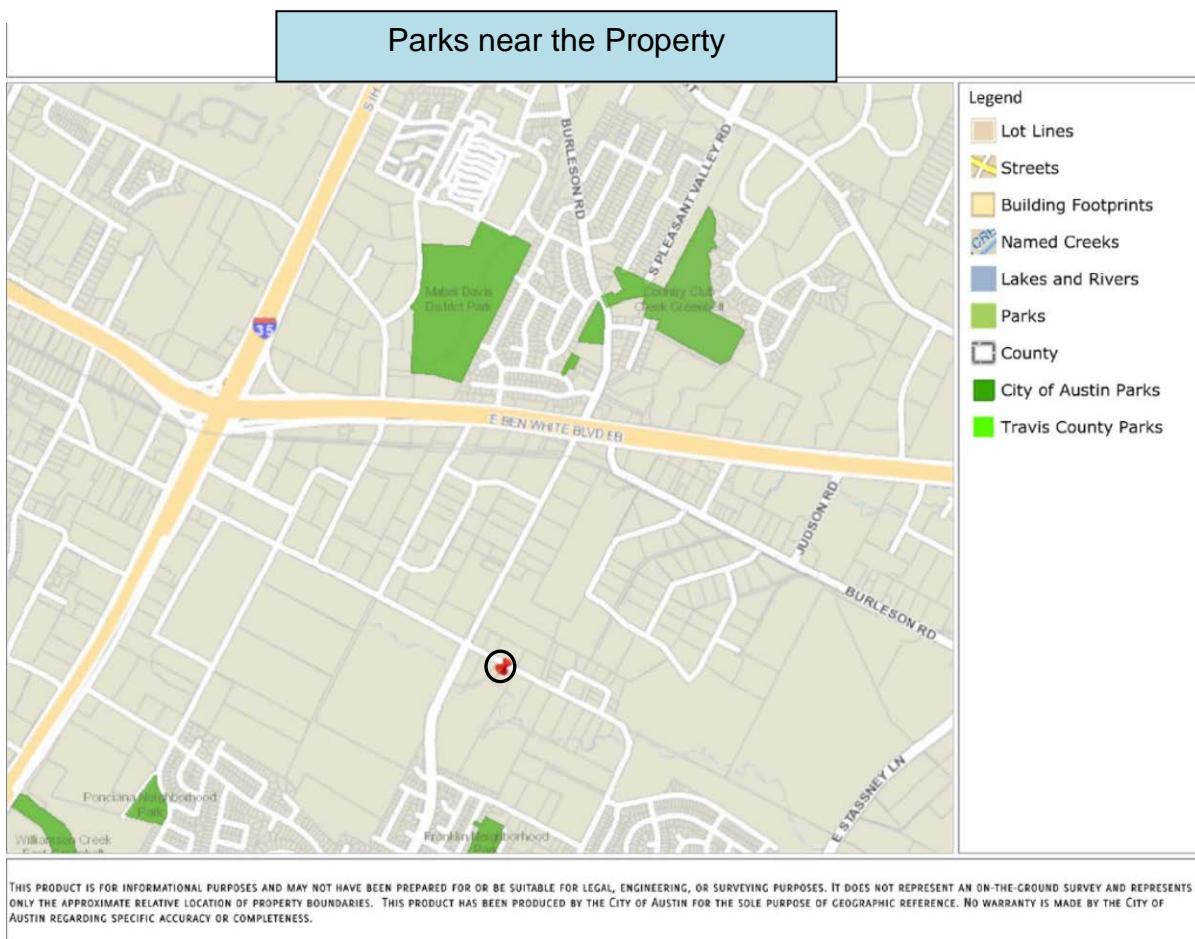 Parks near the Property
S IH
35
BURLESON RD
S PLEASANT VALLEY RD
ST
Mabel Davis
District Park
Country Club
Creek Greenbelt
E BEN WHITE BLVD EB
JUDSON RD
BURLESON RD
E STASSNEY LN
Ponciana Neighborhood
Park
Williamson Creek
East Greenbelt
Franklin Neighborhood
Park
Legend
Lot Lines
Streets
Building Footprints
CRE
Named Creeks
Lakes and Rivers
Parks
County
City of Austin Parks
Travis County Parks
THIS PRODUCT IS FOR INFORMATIONAL PURPOSES AND MAY NOT HAVE BEEN PREPARED FOR OR BE SUITABLE FOR LEGAL, ENGINEERING, OR SURVEYING PURPOSES. IT DOES NOT REPRESENT AN ON-THE-GROUND SURVEY AND REPRESENTS
ONLY THE APPROXIMATE RELATIVE LOCATION OF PROPERTY BOUNDARIES. THIS PRODUCT HAS BEEN PRODUCED BY THE CITY OF AUSTIN FOR THE SOLE PURPOSE OF GEOGRAPHIC REFERENCE. NO WARRANTY IS MADE BY THE CITY OF
AUSTIN REGARDING SPECIFIC ACCURACY OR COMPLETENESS.